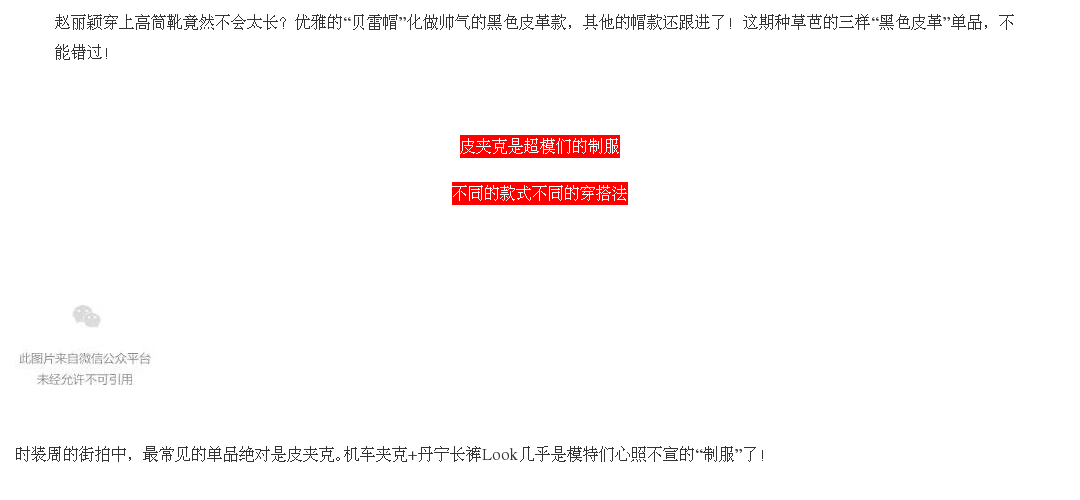 赵丽颖穿上高筒靴竟然不会太长？优雅的“贝雷帽”化做帅气的黑色皮革款，其他的帽款还跟进了！这期种草芭的三样“黑色皮革”单品，不
能错过！
皮夹克是超模们的制服
不同的款式不同的穿搭法
此图片来自微信公众平台
未经允许不可引用
时装周的街拍中，最常见的单品绝对是皮夹克。机车夹克+丹宁长裤Look几乎是模特们心照不宣的“制服”了！